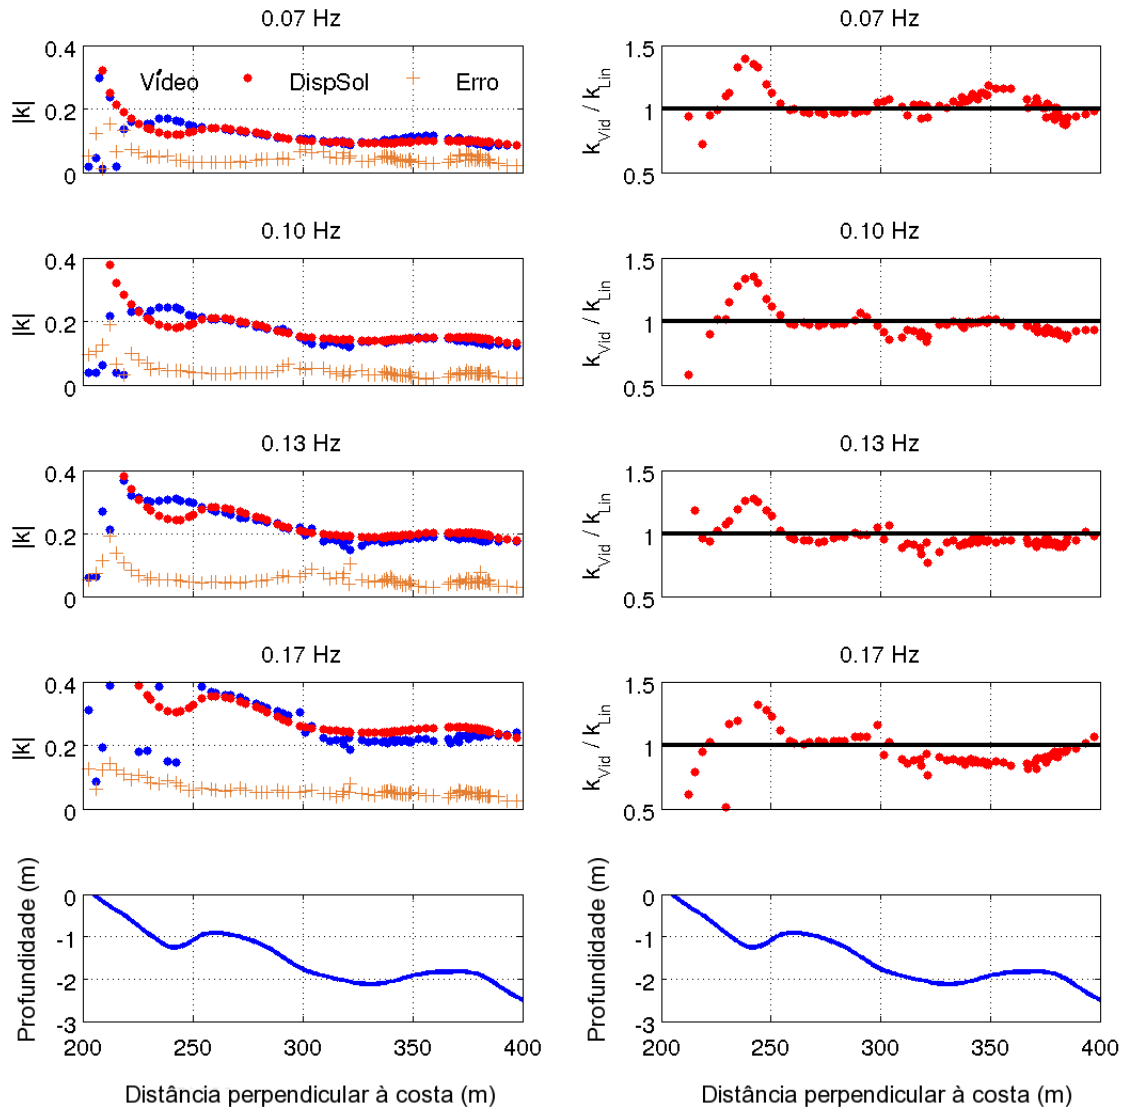 0.07 Hz
0.07 Hz
|k|
0.4
0.2
0
Vídeo
DispSol
Erro
k_Vid / k_Lin
1.5
1
0.5
0.10 Hz
0.10 Hz
|k|
0.4
0.2
0
k_Vid / k_Lin
1.5
1
0.5
0.13 Hz
0.13 Hz
|k|
0.4
0.2
0
k_Vid / k_Lin
1.5
1
0.5
0.17 Hz
0.17 Hz
|k|
0.4
0.2
0
k_Vid / k_Lin
1.5
1
0.5
Profundidade (m)
0
-1
-2
-3
200 250 300 350 400
Distância perpendicular à costa (m)
Profundidade (m)
0
-1
-2
-3
200 250 300 350 400
Distância perpendicular à costa (m)